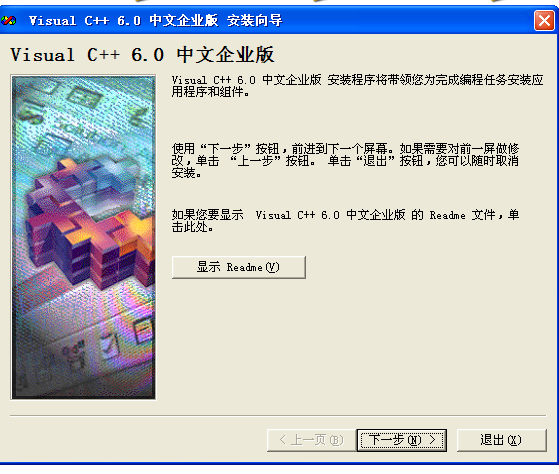 Visual C++ 6.0 中文企业版 安装向导
Visual C++ 6.0 中文企业版
Visual C++ 6.0 中文企业版 安装程序将带领您为完成编程任务安装应
用程序和组件。
使用“下一步”按钮,前进到下一个屏幕。如果需要对前一屏做修
改,单击 “上一步”按钮。 单击“退出”按钮,您可以随时取消
安装。
如果您要显示 Visual C++ 6.0 中文企业版 的 Readme 文件,单
击此处。
显示 Readme(V)
< 上一页(B) 下一步(N) > 退出(X)